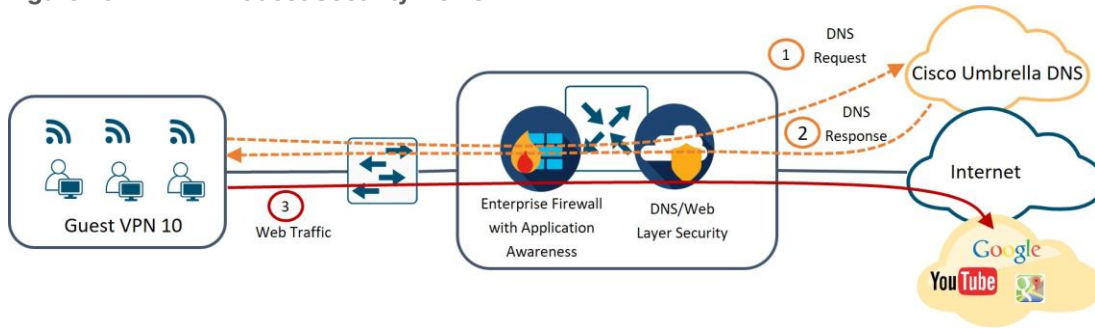 1
DNS
Request
Cisco Umbrella DNS
2
DNS
Response
Internet
Guest VPN 10
3
Web Traffic
Enterprise Firewall
with Application
Awareness
DNS/Web
Layer Security
Google
YouTube